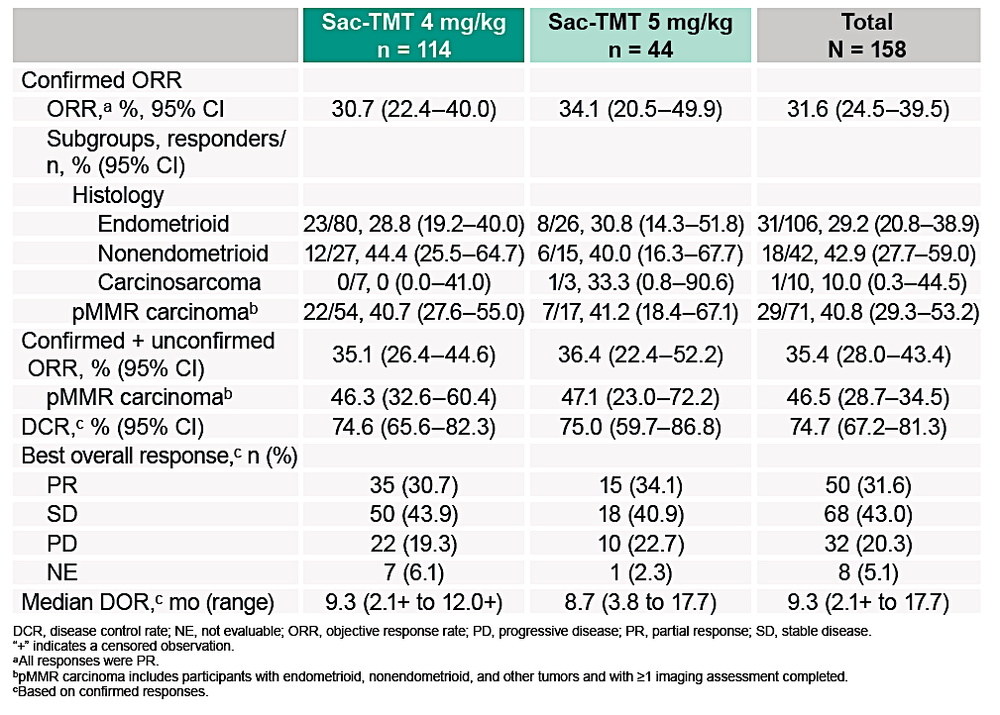 Sac-TMT 4 mg/kg Sac-TMT 5 mg/kg Total
n = 114 n = 44 N = 158
Confirmed ORR
ORR,ᵃ %, 95% CI 30.7 (22.4–40.0) 34.1 (20.5–49.9) 31.6 (24.5–39.5)
Subgroups, responders/
n, % (95% CI)
Histology
Endometrioid 23/80, 28.8 (19.2–40.0) 8/26, 30.8 (14.3–51.8) 31/106, 29.2 (20.8–38.9)
Nonendometrioid 12/27, 44.4 (25.5–64.7) 6/15, 40.0 (16.3–67.7) 18/42, 42.9 (27.7–59.0)
Carcinosarcoma 0/7, 0 (0.0–41.0) 1/3, 33.3 (0.8–90.6) 1/10, 10.0 (0.3–44.5)
pMMR carcinomaᵇ 22/54, 40.7 (27.6–55.0) 7/17, 41.2 (18.4–67.1) 29/71, 40.8 (29.3–53.2)
Confirmed + unconfirmed
ORR, % (95% CI) 35.1 (26.4–44.6) 36.4 (22.4–52.2) 35.4 (28.0–43.4)
pMMR carcinomaᵇ 46.3 (32.6–60.4) 47.1 (23.0–72.2) 46.5 (28.7–34.5)
DCR,ᶜ % (95% CI) 74.6 (65.6–82.3) 75.0 (59.7–86.8) 74.7 (67.2–81.3)
Best overall response,ᶜ n (%)
PR 35 (30.7) 15 (34.1) 50 (31.6)
SD 50 (43.9) 18 (40.9) 68 (43.0)
PD 22 (19.3) 10 (22.7) 32 (20.3)
NE 7 (6.1) 1 (2.3) 8 (5.1)
Median DOR,ᶜ mo (range) 9.3 (2.1+ to 12.0+) 8.7 (3.8 to 17.7) 9.3 (2.1+ to 17.7)
DCR, disease control rate; NE, not evaluable; ORR, objective response rate; PD, progressive disease; PR, partial response; SD, stable disease.
"+" indicates a censored observation.
ᵃAll responses were PR.
ᵇpMMR carcinoma includes participants with endometrioid, nonendometrioid, and other tumors and with ≥1 imaging assessment completed.
ᶜBased on confirmed responses.